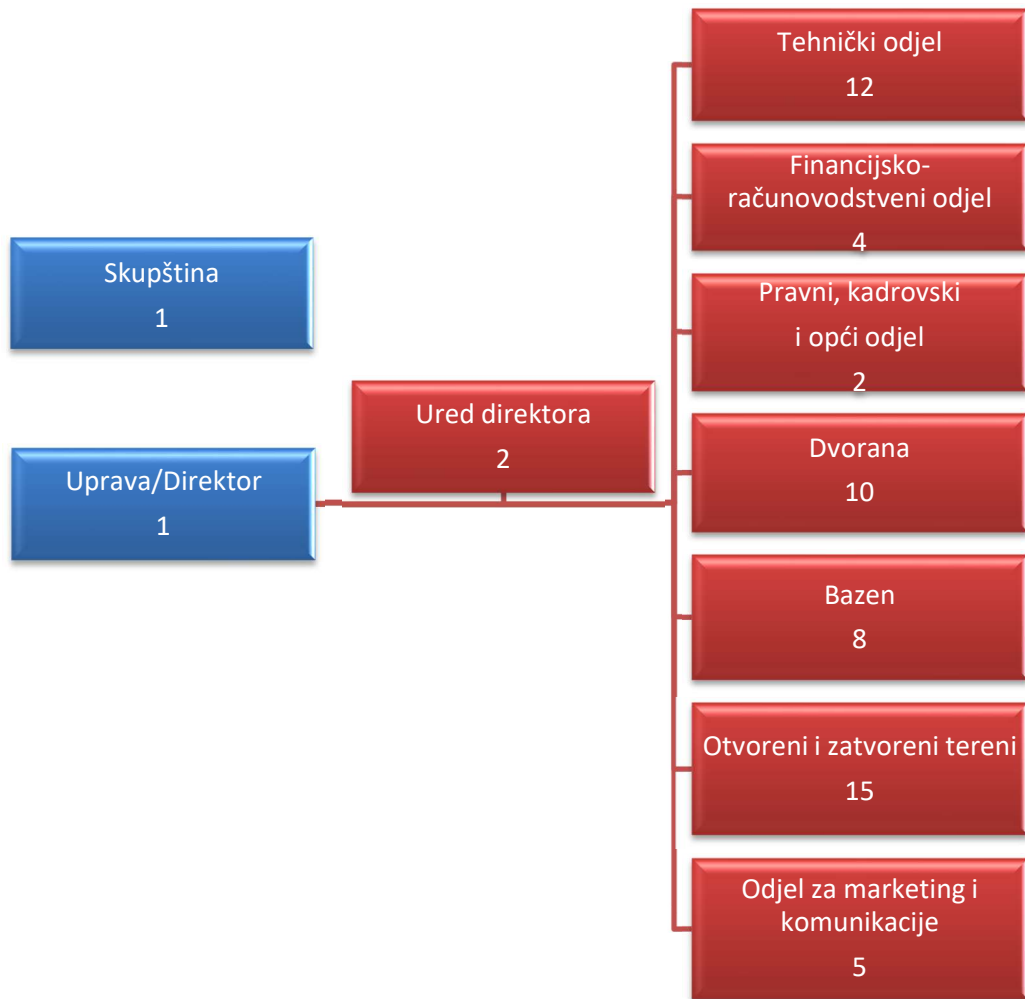 Skupština
1
Uprava/Direktor
1
Ured direktora
2
Tehnički odjel
12
Financijsko-
računovodstveni odjel
4
Pravni, kadrovski
i opći odjel
2
Dvorana
10
Bazen
8
Otvoreni i zatvoreni tereni
15
Odjel za marketing i
komunikacije
5